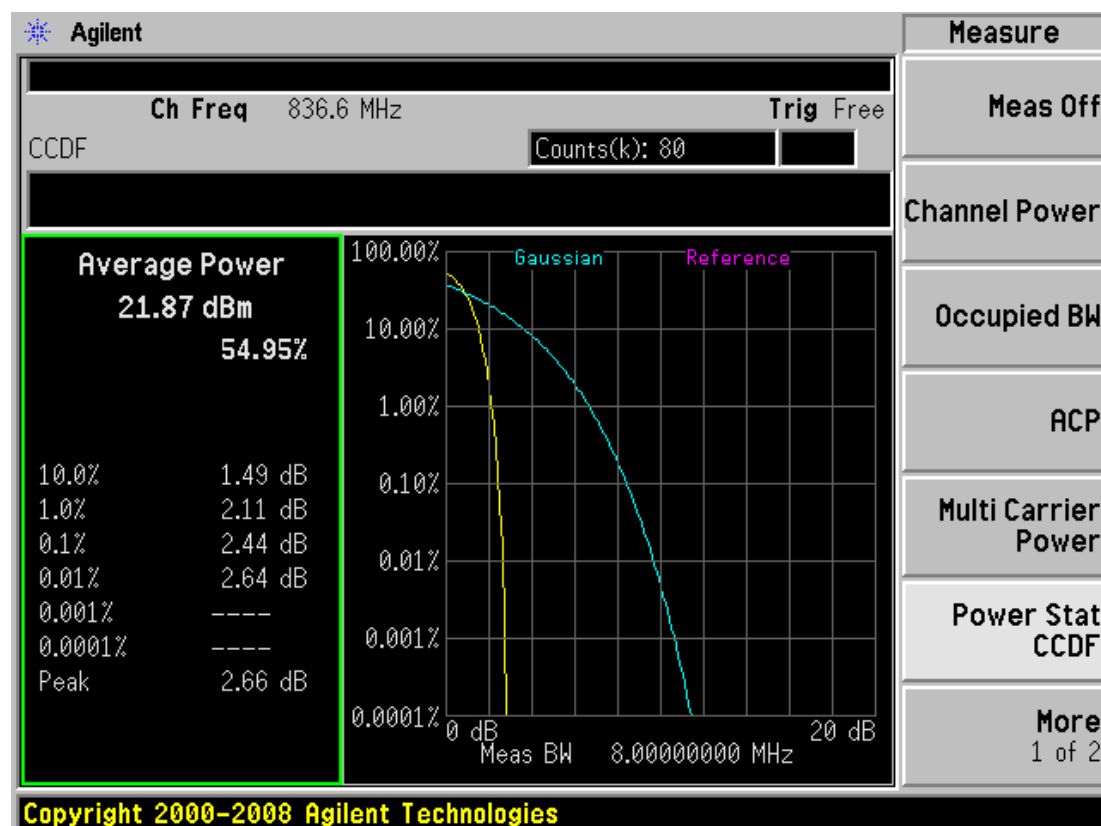 Agilent
Ch Freq 836.6 MHz Trig Free
CCDF Counts(k): 80
Average Power
21.87 dBm
54.95%
10.0% 1.49 dB
1.0% 2.11 dB
0.1% 2.44 dB
0.01% 2.64 dB
0.001% ----
0.0001% ----
Peak 2.66 dB
Gaussian Reference
100.00%
10.00%
1.00%
0.10%
0.01%
0.001%
0.0001%
0 dB 20 dB
Meas BW 8.00000000 MHz
Measure
Meas Off
Channel Power
Occupied BW
ACP
Multi Carrier
Power
Power Stat
CCDF
More
1 of 2
Copyright 2000-2008 Agilent Technologies